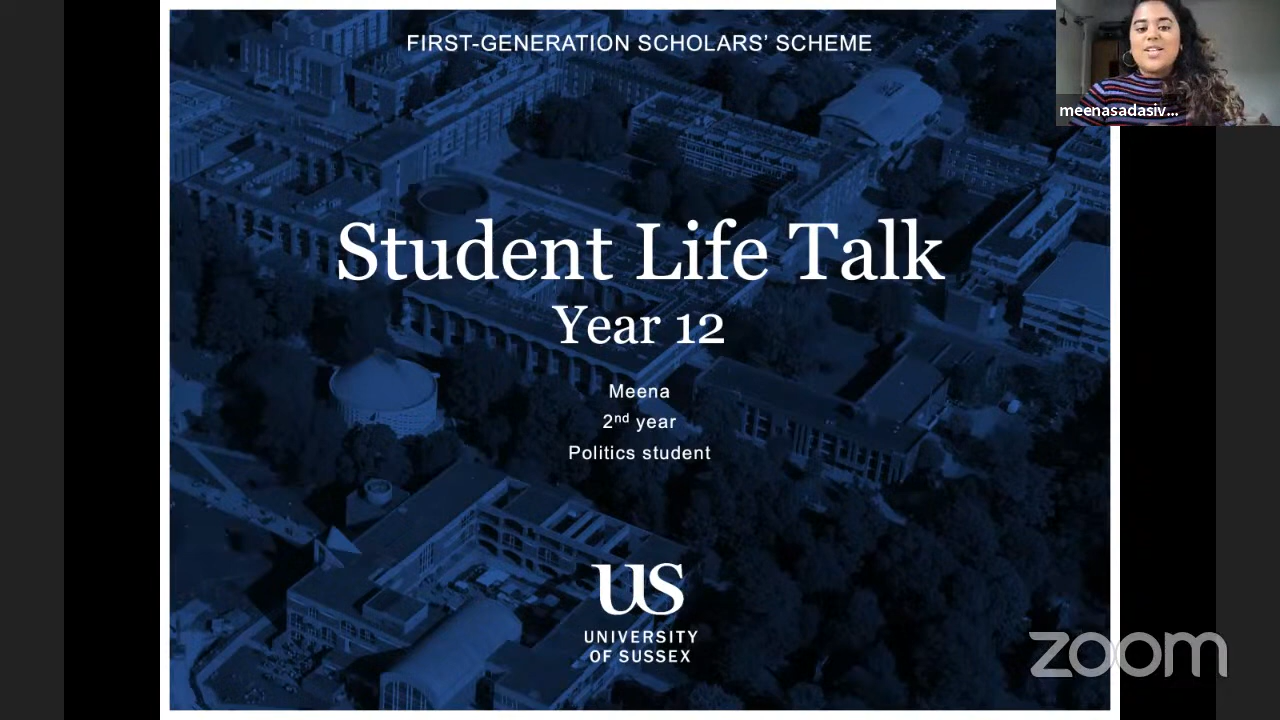 FIRST-GENERATION SCHOLARS’ SCHEME
meenasadasiv...
Student Life Talk
Year 12
Meena
2nd year
Politics student
US
UNIVERSITY
OF SUSSEX
zoom